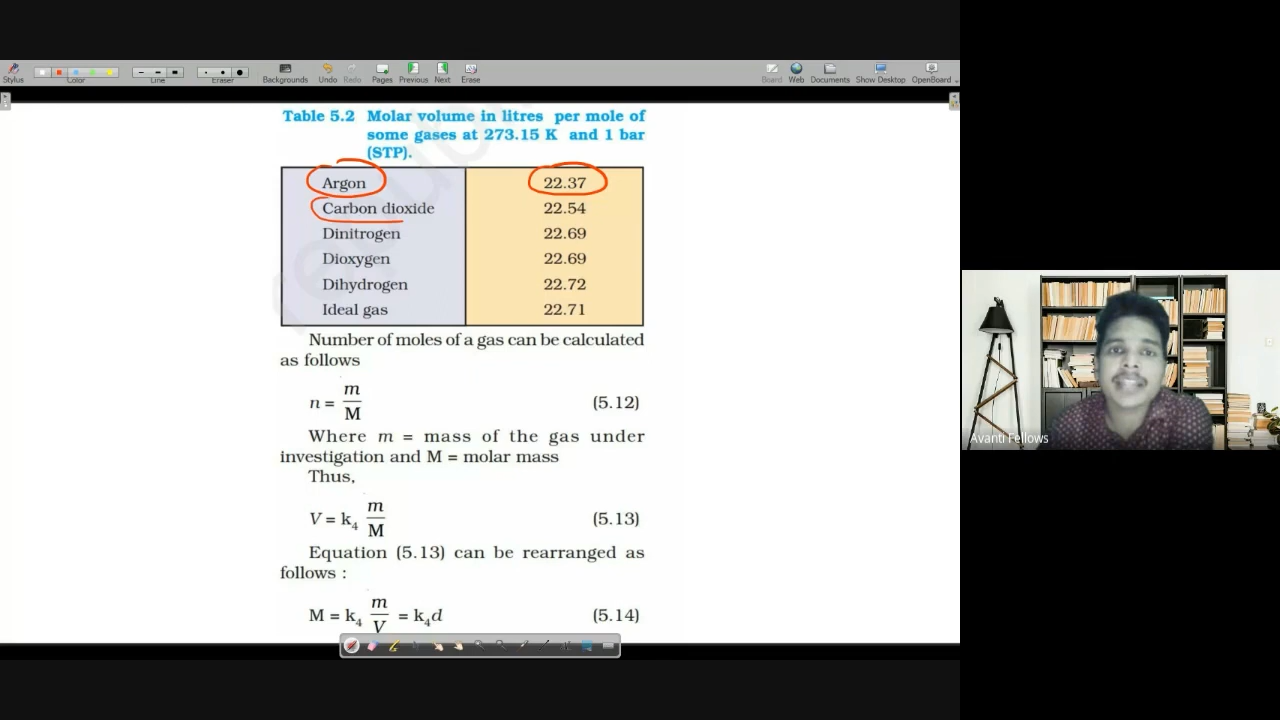 Stylus
Color
Line
Eraser
Backgrounds
Undo
Redo
Pages
Previous
Next
Erase
Board
Web
Documents
Show Desktop
OpenBoard
Table 5.2 Molar volume in litres per mole of
some gases at 273.15 K and 1 bar
(STP).
Argon 22.37
Carbon dioxide 22.54
Dinitrogen 22.69
Dioxygen 22.69
Dihydrogen 22.72
Ideal gas 22.71
Number of moles of a gas can be calculated
as follows
n = m/M (5.12)
Where m = mass of the gas under
investigation and M = molar mass
Thus,
V = k₄ m/M (5.13)
Equation (5.13) can be rearranged as
follows :
M = k₄ m/V = k₄d (5.14)
Avanti Fellows